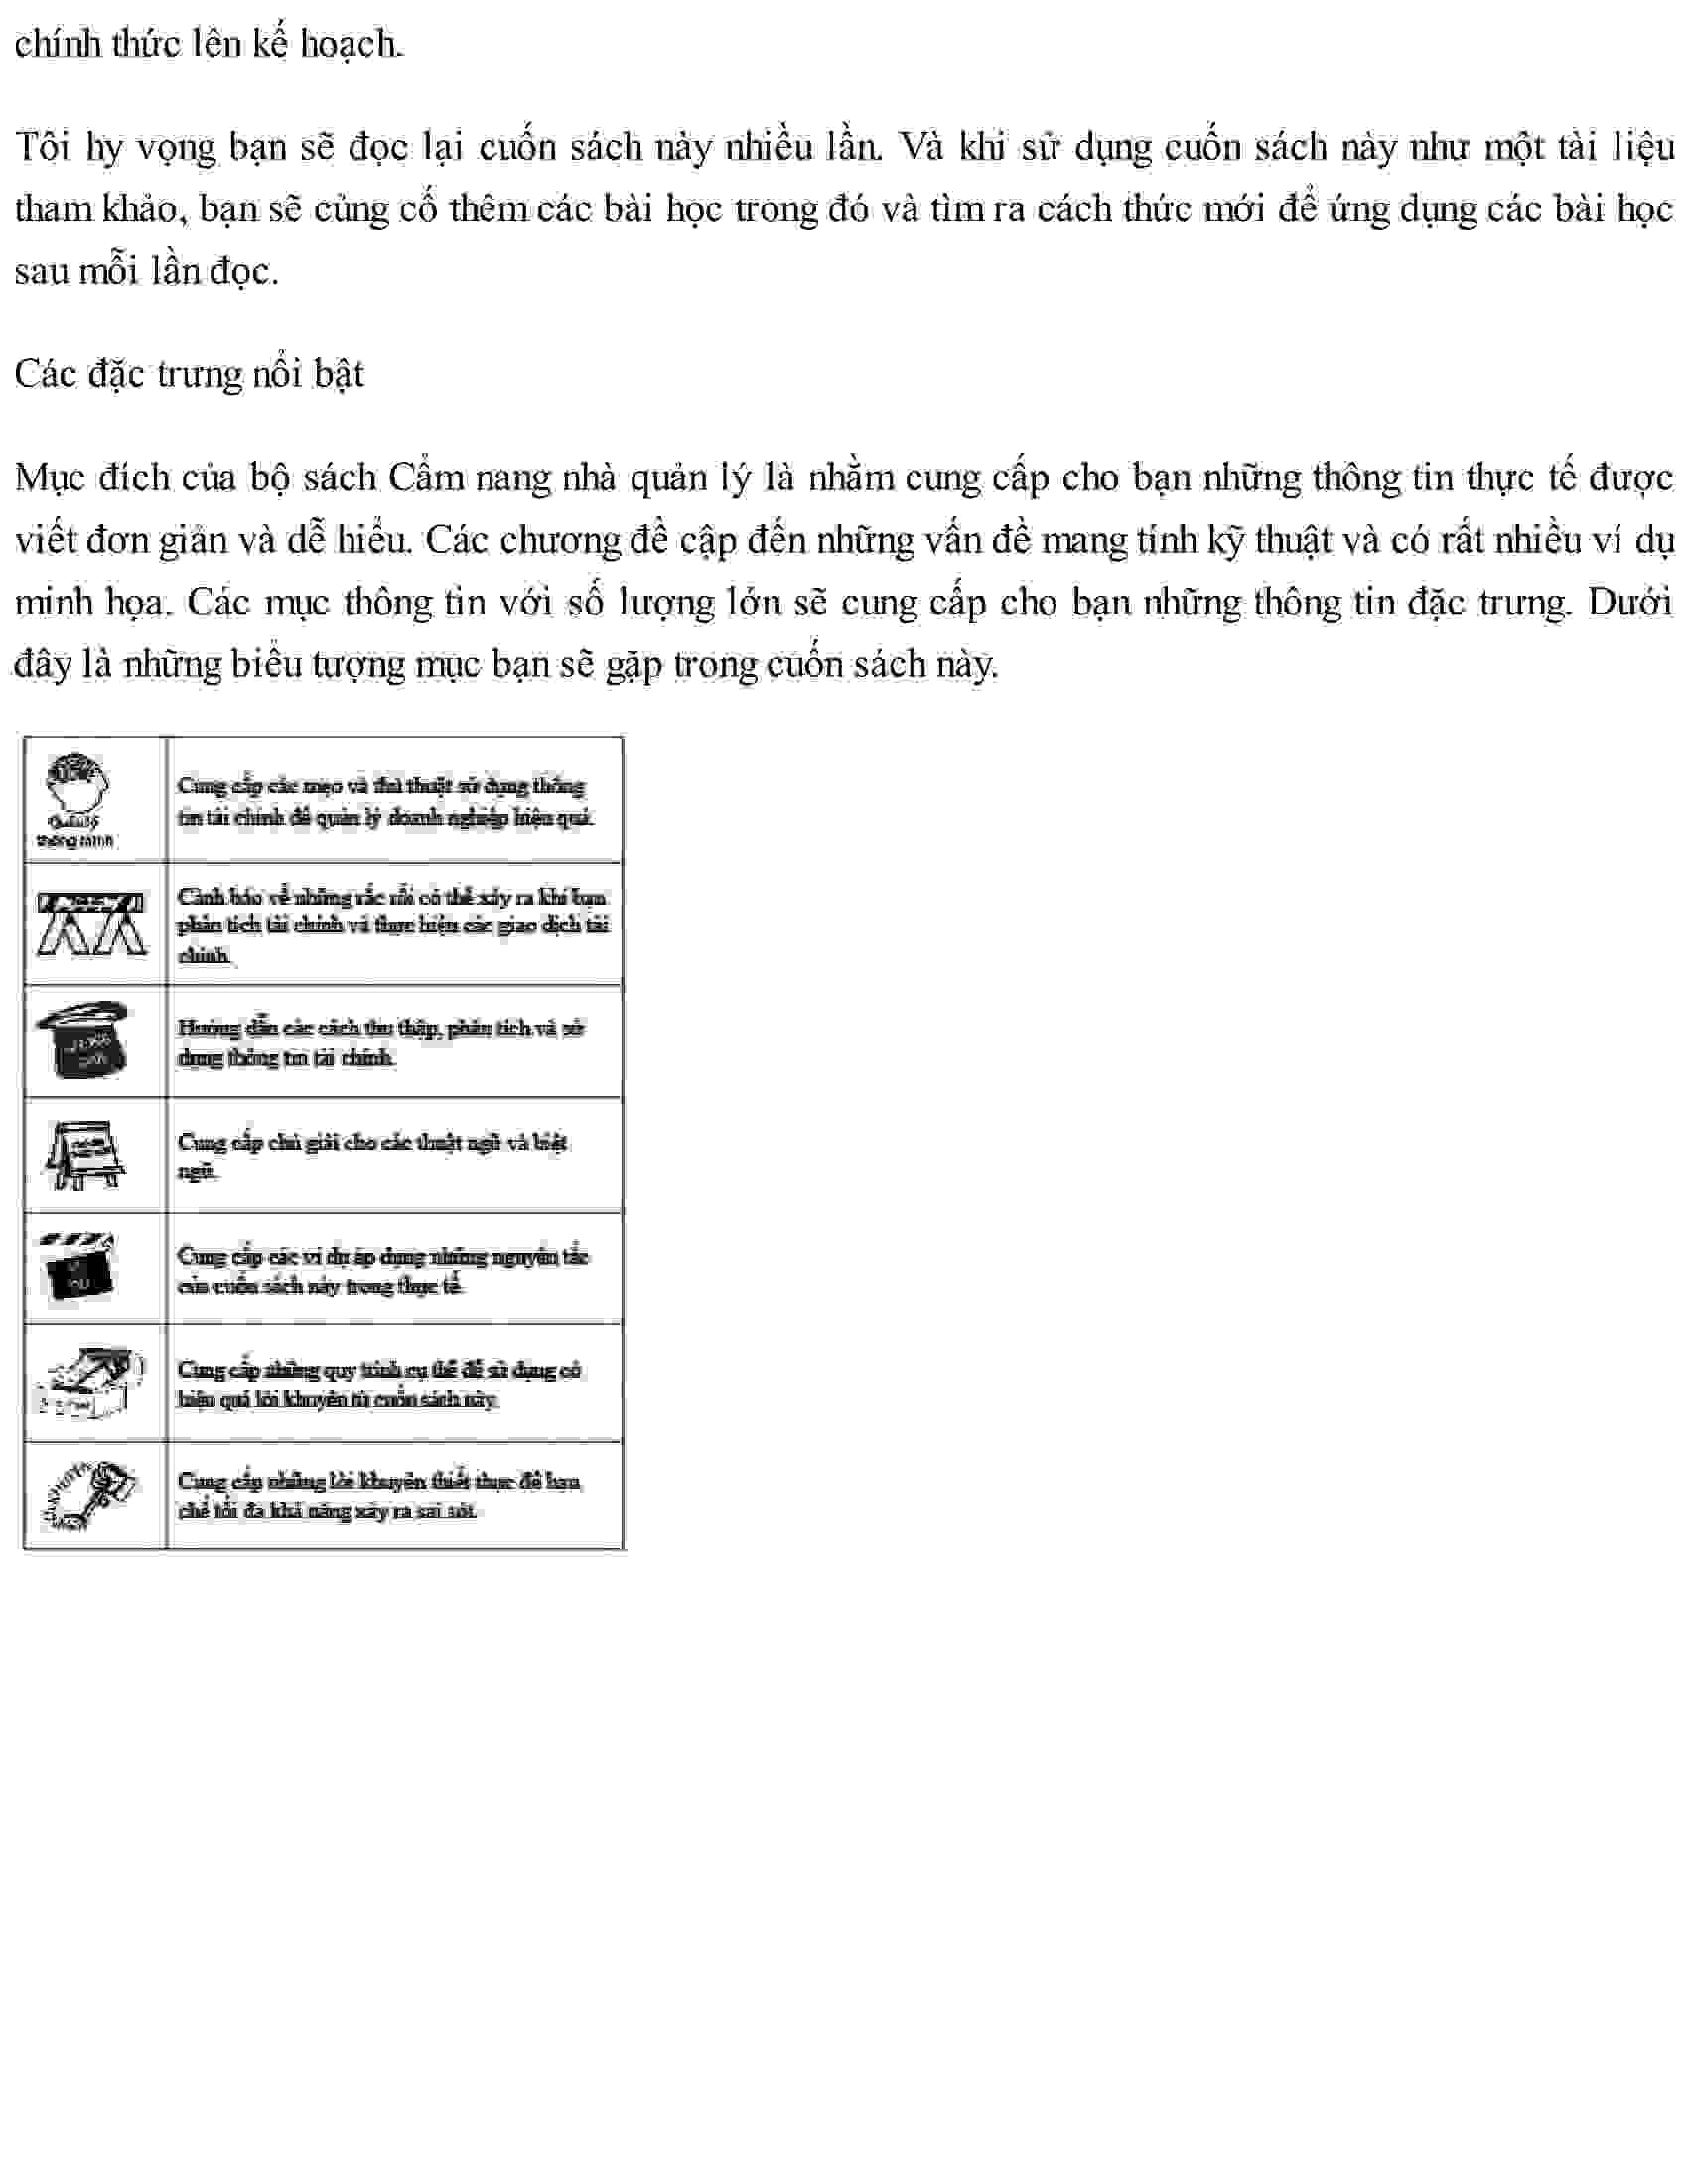 chính thức lên kế hoạch.
Tôi hy vọng bạn sẽ đọc lại cuốn sách này nhiều lần. Và khi sử dụng cuốn sách này như một tài liệu
tham khảo, bạn sẽ củng cố thêm các bài học trong đó và tìm ra cách thức mới để ứng dụng các bài học
sau mỗi lần đọc.
Các đặc trưng nổi bật
Mục đích của bộ sách Cẩm nang nhà quản lý là nhằm cung cấp cho bạn những thông tin thực tế được
viết đơn giản và dễ hiểu. Các chương đề cập đến những vấn đề mang tính kỹ thuật và có rất nhiều ví dụ
minh họa. Các mục thông tin với số lượng lớn sẽ cung cấp cho bạn những thông tin đặc trưng. Dưới
đây là những biểu tượng mục bạn sẽ gặp trong cuốn sách này.
Cung cấp các mẹo và thủ thuật sử dụng thông
tin tài chính để quản lý doanh nghiệp hiệu quả.
Quản lý
thông minh
Cảnh báo về những rắc rối có thể xảy ra khi bạn
phân tích tài chính và thực hiện các giao dịch tài
chính.
Hướng dẫn các cách thu thập, phân tích và sử
dụng thông tin tài chính.
Cung cấp chú giải cho các thuật ngữ và biệt
ngữ.
Cung cấp các ví dụ áp dụng những nguyên tắc
của cuốn sách này trong thực tế.
Cung cấp những quy trình cụ thể để sử dụng có
hiệu quả lời khuyên từ cuốn sách này.
Cung cấp những lời khuyên thiết thực để hạn
chế tối đa khả năng xảy ra sai sót.